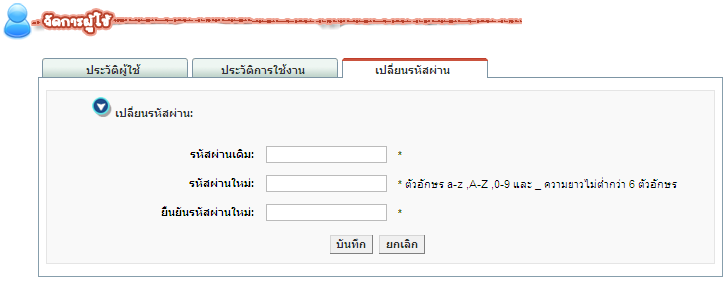 จัดการผู้ใช้
ประวัติผู้ใช้ ประวัติการใช้งาน เปลี่ยนรหัสผ่าน
เปลี่ยนรหัสผ่าน:
รหัสผ่านเดิม: *
รหัสผ่านใหม่: * ตัวอักษร a-z ,A-Z ,0-9 และ _ ความยาวไม่ต่ำกว่า 6 ตัวอักษร
ยืนยันรหัสผ่านใหม่: *
บันทึก ยกเลิก